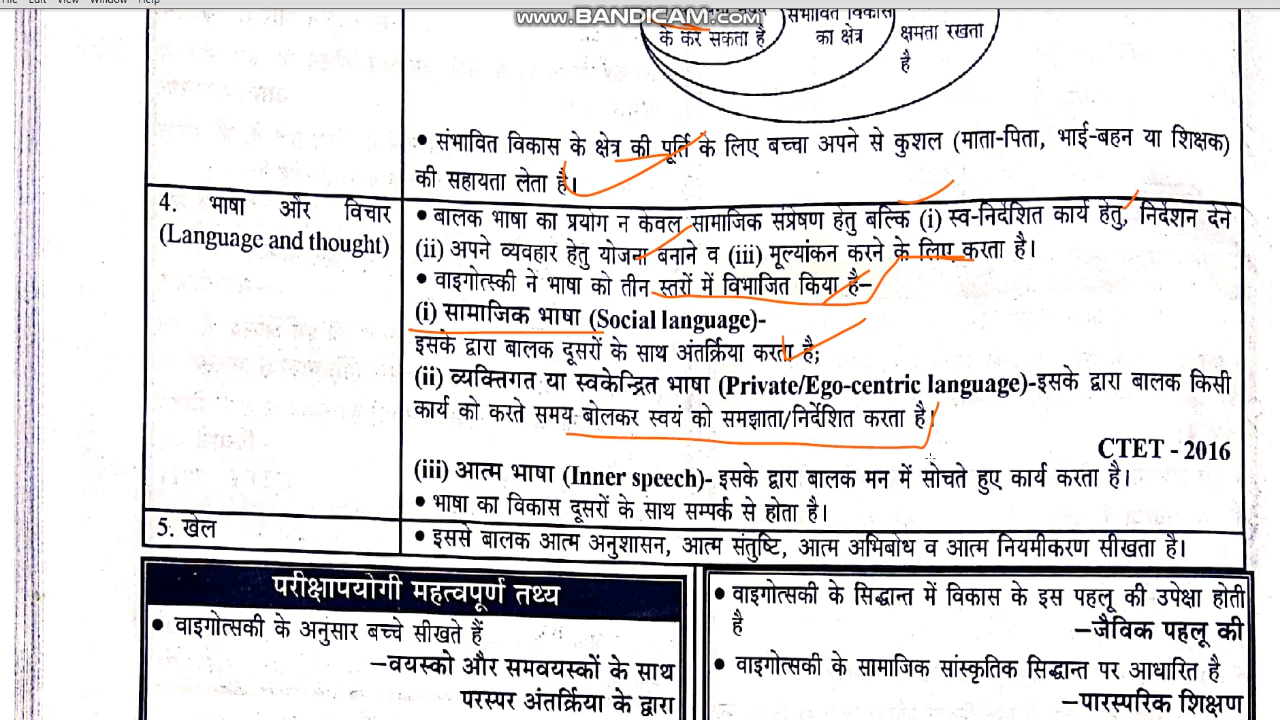 File Edit Window Help
www.BANDICAM.com
के कर सकता है
संभावित विकास
का क्षेत्र
क्षमता रखता
है
• संभावित विकास के क्षेत्र की पूर्ति के लिए बच्चा अपने से कुशल (माता-पिता, भाई-बहन या शिक्षक)
की सहायता लेता है।
4. भाषा और विचार
(Language and thought)
• बालक भाषा का प्रयोग न केवल सामाजिक संप्रेषण हेतु बल्कि (i) स्व-निर्देशित कार्य हेतु, निर्देशन देने
(ii) अपने व्यवहार हेतु योजना बनाने व (iii) मूल्यांकन करने के लिए करता है।
• वाइगोत्स्की ने भाषा को तीन स्तरों में विभाजित किया है–
(i) सामाजिक भाषा (Social language)-
इसके द्वारा बालक दूसरों के साथ अंतर्क्रिया करता है;
(ii) व्यक्तिगत या स्वकेन्द्रित भाषा (Private/Ego-centric language)-इसके द्वारा बालक किसी
कार्य को करते समय बोलकर स्वयं को समझाता/निर्देशित करता है।
CTET - 2016
(iii) आत्म भाषा (Inner speech)- इसके द्वारा बालक मन में सोचते हुए कार्य करता है।
• भाषा का विकास दूसरों के साथ सम्पर्क से होता है।
5. खेल
• इससे बालक आत्म अनुशासन, आत्म संतुष्टि, आत्म अभिबोध व आत्म नियमीकरण सीखता है।
परीक्षापयोगी महत्वपूर्ण तथ्य
• वाइगोत्सकी के अनुसार बच्चे सीखते हैं
–वयस्को और समवयस्कों के साथ
परस्पर अंतर्क्रिया के द्वारा
• वाइगोत्सकी के सिद्धान्त में विकास के इस पहलू की उपेक्षा होती
है
–जैविक पहलू की
• वाइगोत्सकी के सामाजिक सांस्कृतिक सिद्धान्त पर आधारित है
–पारस्परिक शिक्षण